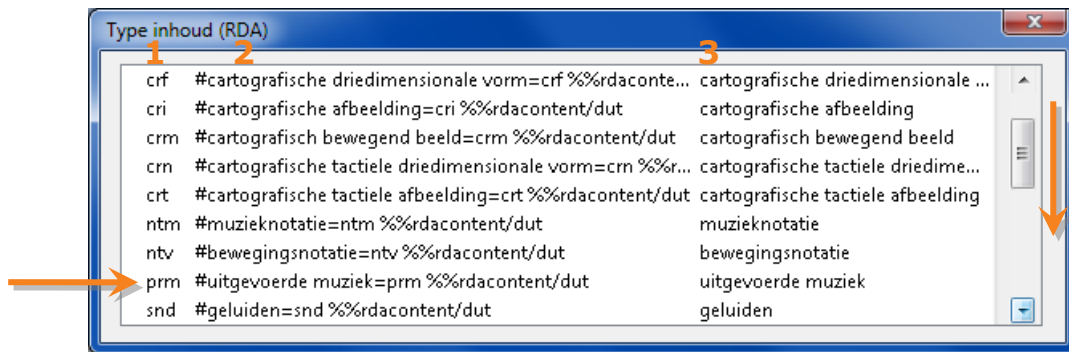 Type inhoud (RDA)
1 2 3
crf #cartografische driedimensionale vorm=crf %%rdaconte... cartografische driedimensionale ...
cri #cartografische afbeelding=cri %%rdacontent/dut cartografische afbeelding
crm #cartografisch bewegend beeld=crm %%rdacontent/dut cartografisch bewegend beeld
crn #cartografische tactiele driedimensionale vorm=crn %%r... cartografische tactiele driedime...
crt #cartografische tactiele afbeelding=crt %%rdacontent/dut cartografische tactiele afbeelding
ntm #muzieknotatie=ntm %%rdacontent/dut muzieknotatie
ntv #bewegingsnotatie=ntv %%rdacontent/dut bewegingsnotatie
prm #uitgevoerde muziek=prm %%rdacontent/dut uitgevoerde muziek
snd #geluiden=snd %%rdacontent/dut geluiden